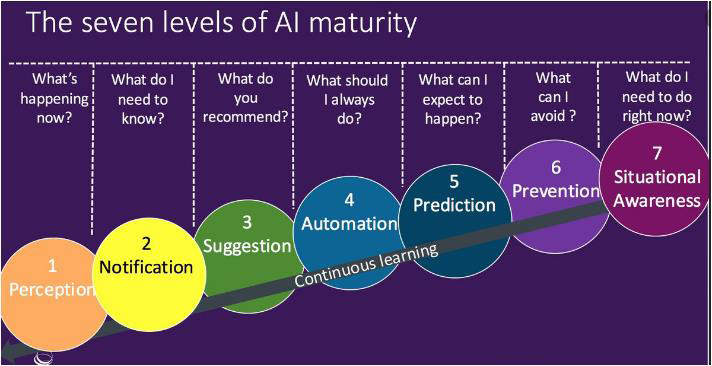 The seven levels of AI maturity
What's
happening
now?
What do I
need to
know?
What do
you
recommend?
What should
I always
do?
What can I
expect to
happen?
What
can I
avoid ?
What do I
need to do
right now?
1
Perception
2
Notification
3
Suggestion
4
Automation
5
Prediction
6
Prevention
7
Situational
Awareness
Continuous learning